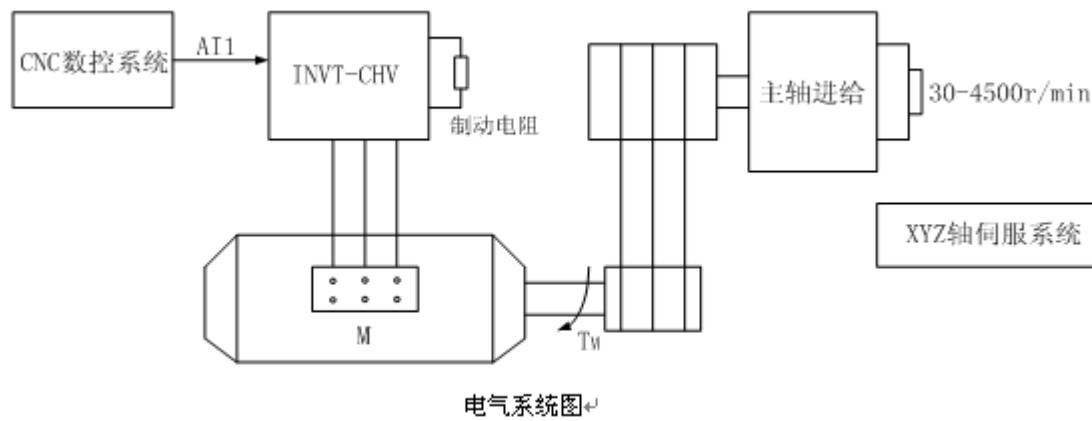 CNC数控系统
AI1
INVT-CHV
制动电阻
主轴进给
30-4500r/min
XYZ轴伺服系统
M
TM
电气系统图↵